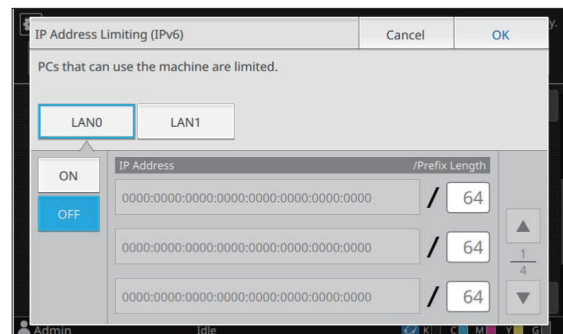 IP Address Limiting (IPv6) Cancel OK
y.
PCs that can use the machine are limited.
LAN0 LAN1
IP Address /Prefix Length
ON
0000:0000:0000:0000:0000:0000:0000:0000 / 64
OFF
0000:0000:0000:0000:0000:0000:0000:0000 / 64
1
4
0000:0000:0000:0000:0000:0000:0000:0000 / 64
Admin Idle K C M Y G